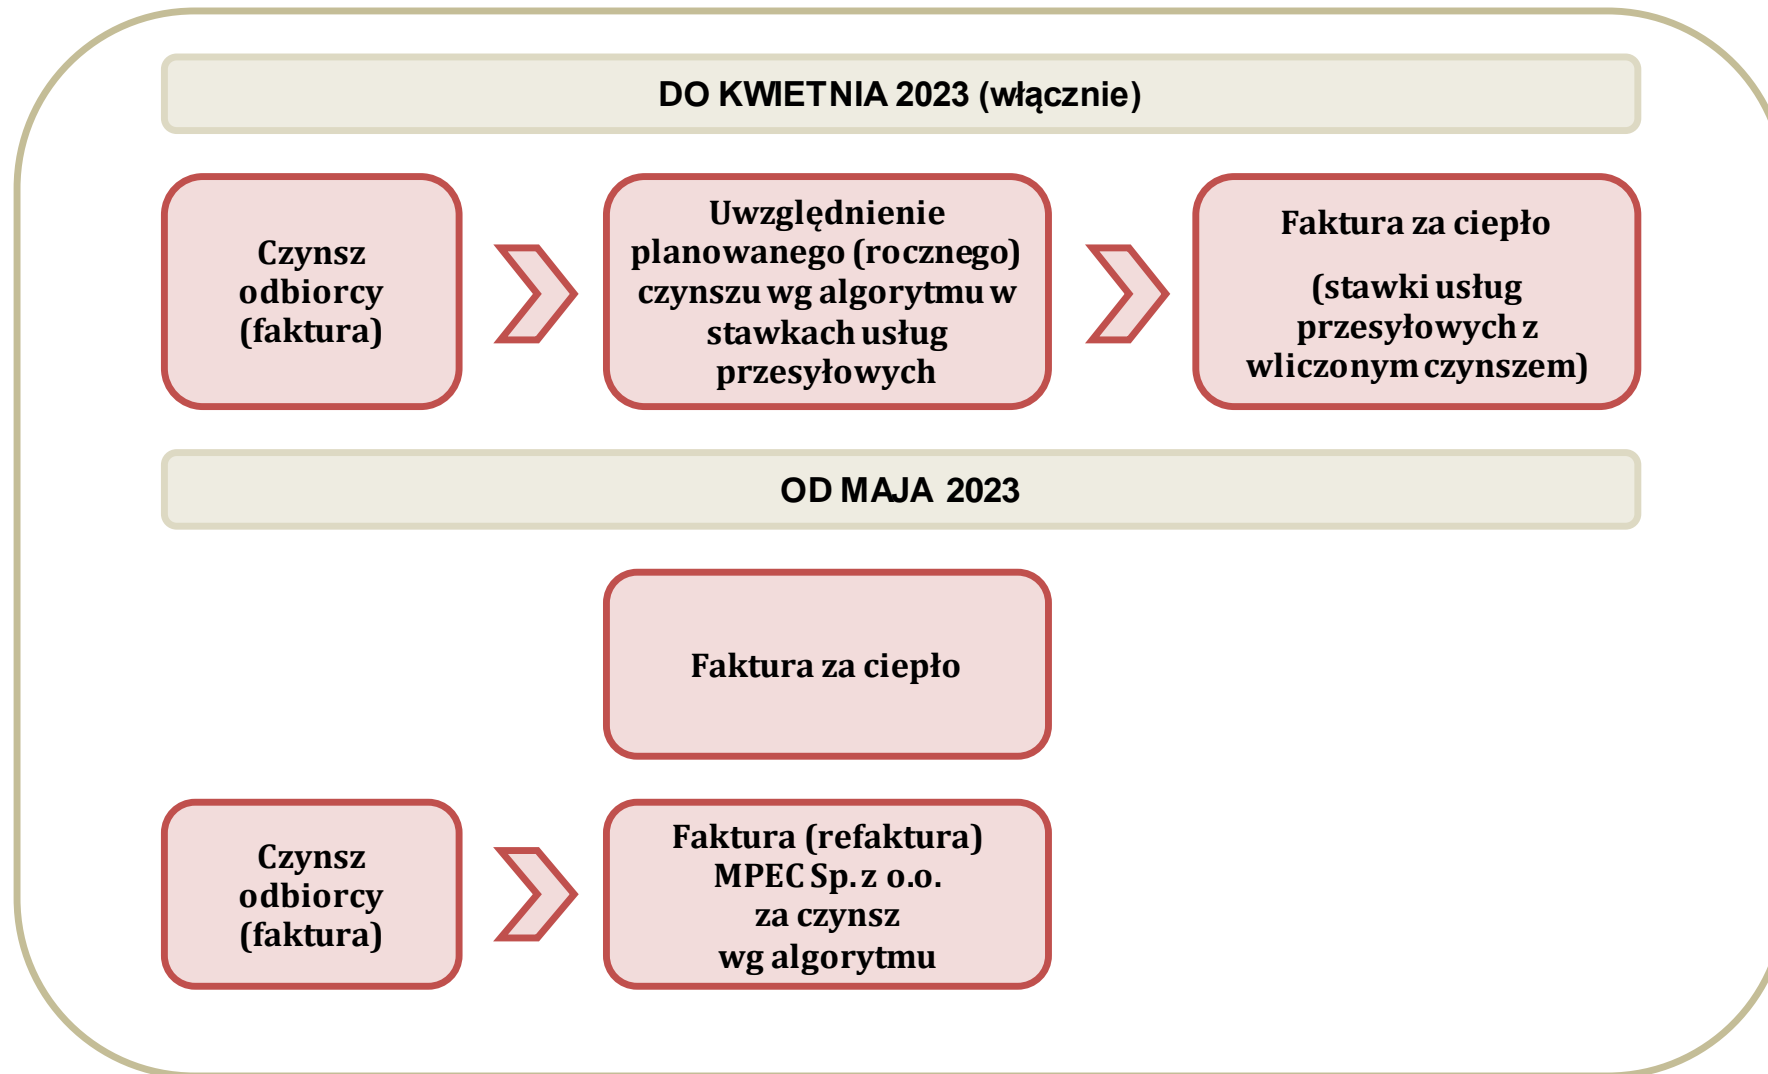 DO KWIETNIA 2023 (włącznie)
Czynsz
odbiorcy
(faktura)
Uwzględnienie
planowanego (rocznego)
czynszu wg algorytmu w
stawkach usług
przesyłowych
Faktura za ciepło
(stawki usług
przesyłowych z
wliczonym czynszem)
OD MAJA 2023
Faktura za ciepło
Czynsz
odbiorcy
(faktura)
Faktura (refaktura)
MPEC Sp. z o.o.
za czynsz
wg algorytmu